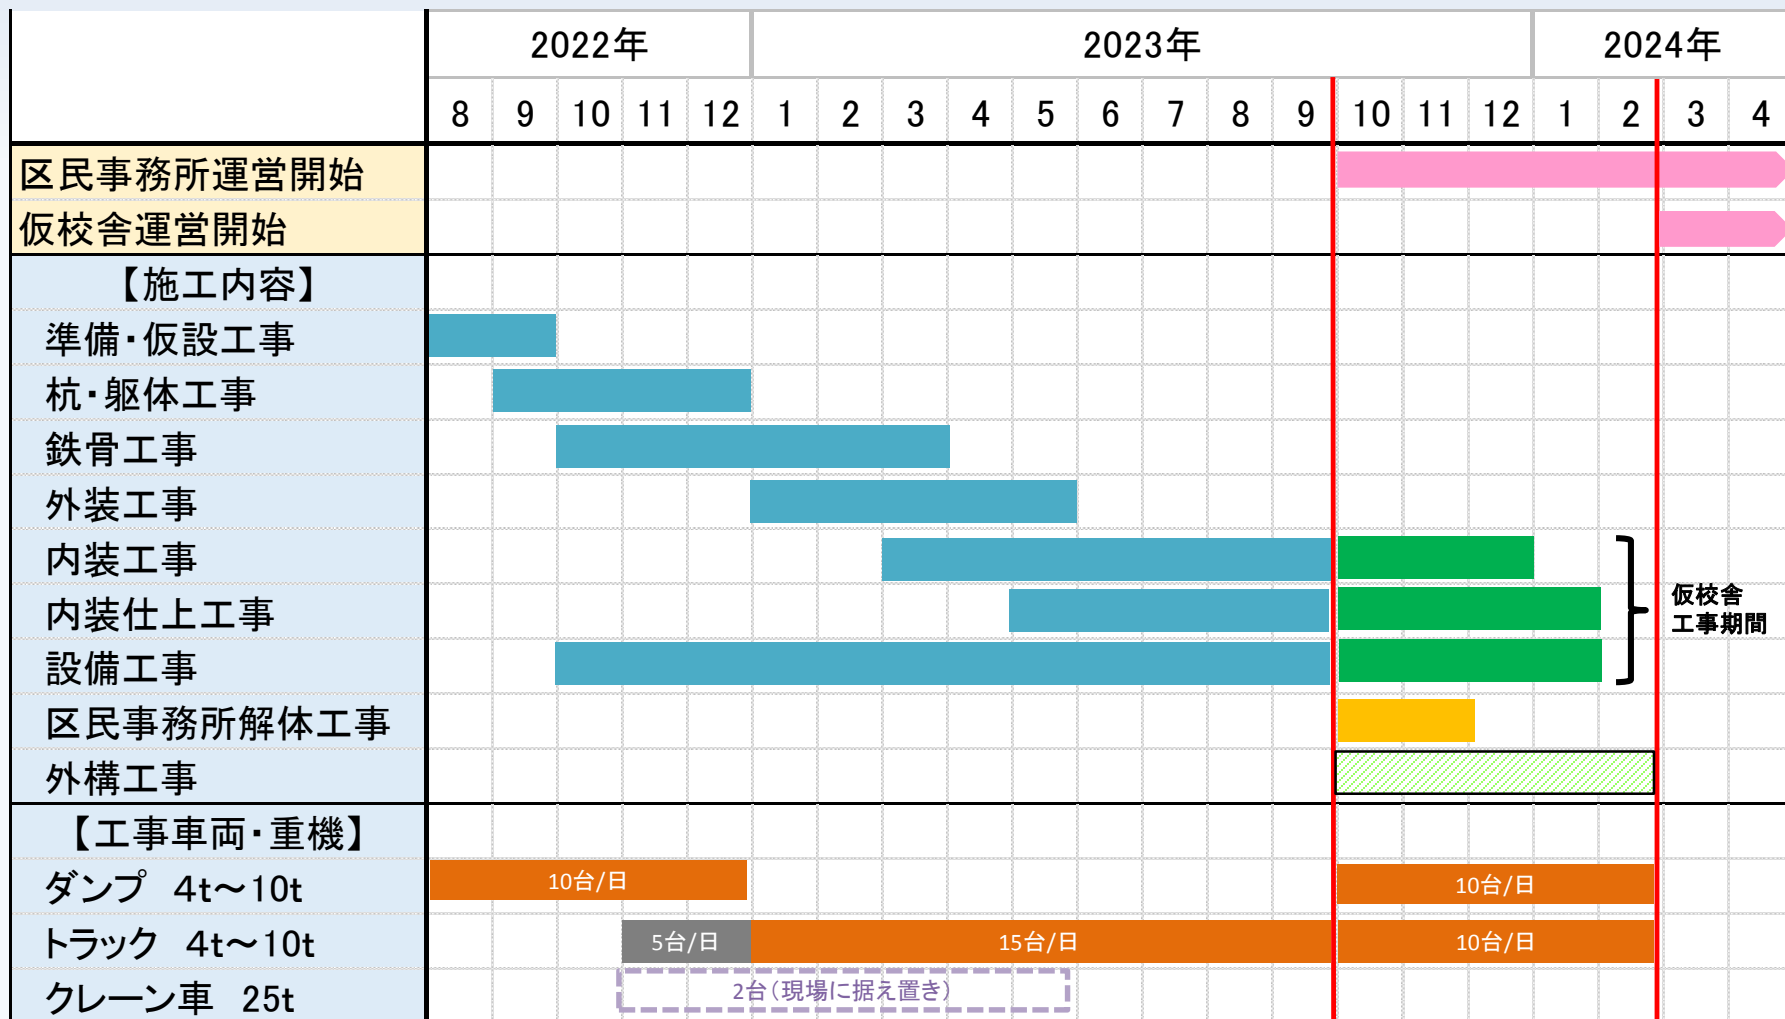 2022年 2023年 2024年
8 9 10 11 12 1 2 3 4 5 6 7 8 9 10 11 12 1 2 3 4
区民事務所運営開始
仮校舎運営開始
【施工内容】
準備・仮設工事
杭・躯体工事
鉄骨工事
外装工事
内装工事
内装仕上工事
仮校舎
工事期間
設備工事
区民事務所解体工事
外構工事
【工事車両・重機】
ダンプ 4t～10t 10台/日 10台/日
トラック 4t～10t 5台/日 15台/日 10台/日
クレーン車 25t 2台（現場に据え置き）